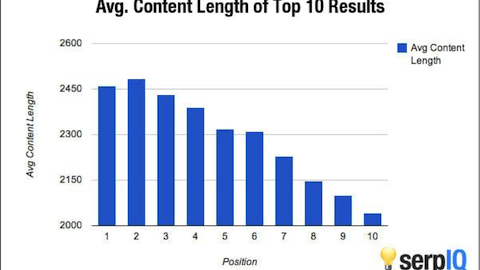 Avg. Content Length of Top 10 Results
2600
2450
2300
2150
2000
Avg Content Length
1 2 3 4 5 6 7 8 9 10
Position
Avg Content
Length
serpIQ